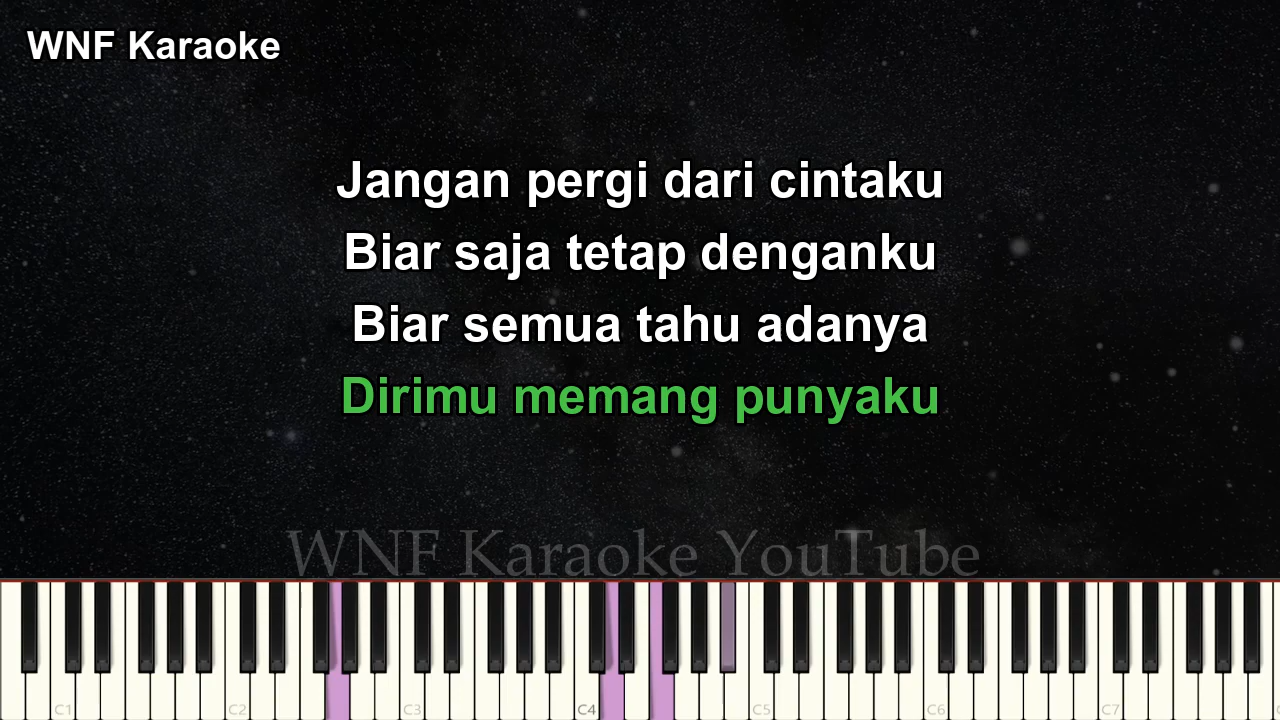 WNF Karaoke
Jangan pergi dari cintaku
Biar saja tetap denganku
Biar semua tahu adanya
Dirimu memang punyaku
WNF Karaoke YouTube
C1 C2 C3 C4 C5 C6 C7